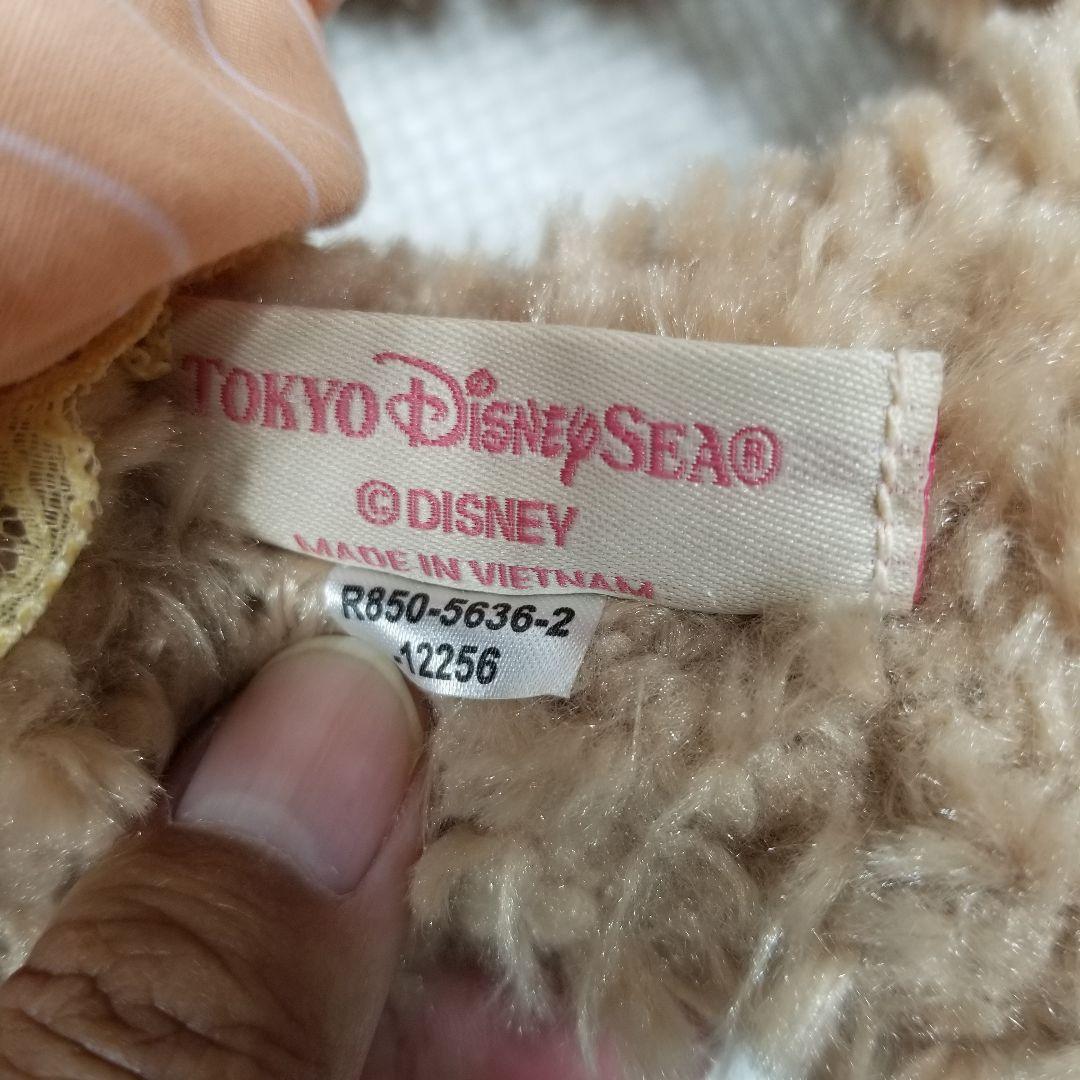 TOKYO DISNEYSEA®
©DISNEY
MADE IN VIETNAM
R850-5636-2
-12256